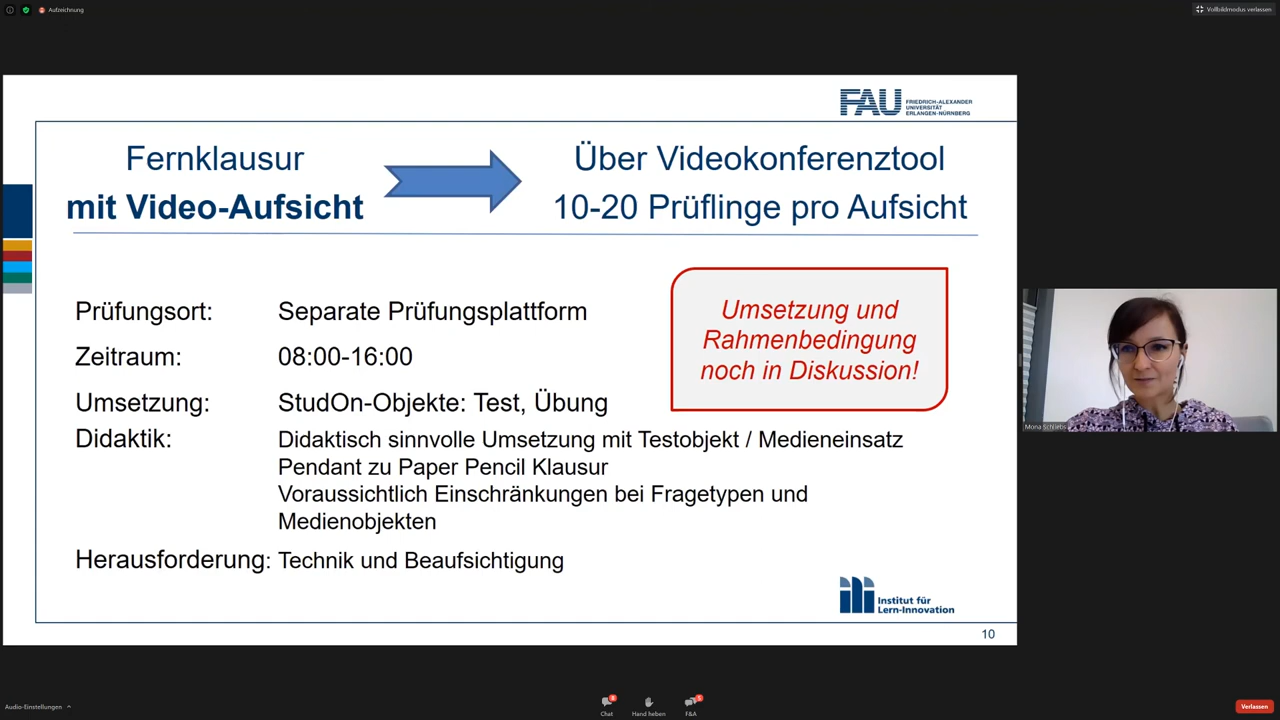 Aufzeichnung
Vollbildmodus verlassen
FAU
FRIEDRICH-ALEXANDER
UNIVERSITÄT
ERLANGEN-NÜRNBERG
Fernklausur
mit Video-Aufsicht
Über Videokonferenztool
10-20 Prüflinge pro Aufsicht
Umsetzung und
Rahmenbedingung
noch in Diskussion!
Prüfungsort: Separate Prüfungsplattform
Zeitraum: 08:00-16:00
Umsetzung: StudOn-Objekte: Test, Übung
Didaktik: Didaktisch sinnvolle Umsetzung mit Testobjekt / Medieneinsatz
Pendant zu Paper Pencil Klausur
Voraussichtlich Einschränkungen bei Fragetypen und
Medienobjekten
Herausforderung: Technik und Beaufsichtigung
Institut für
Lern-Innovation
10
Mona Schliebs
Audio-Einstellungen
Chat
Hand heben
F&A
Verlassen